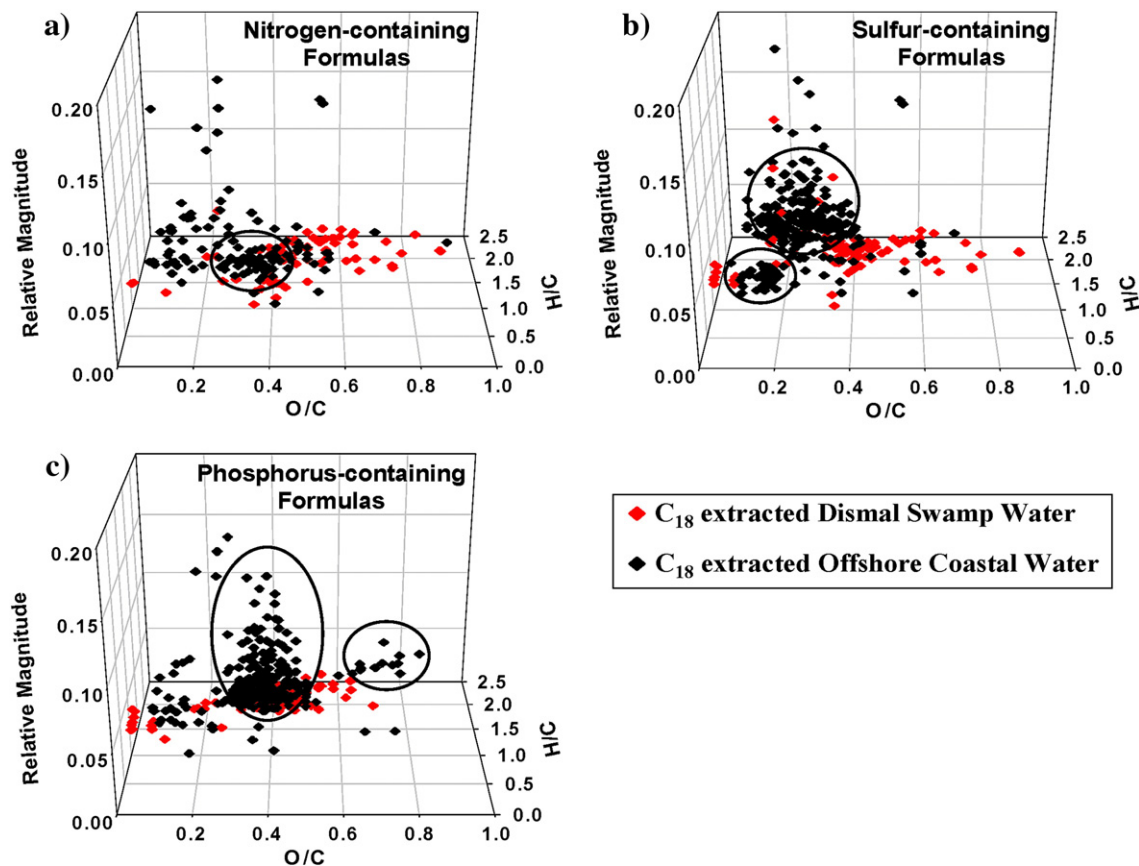 a)
Nitrogen-containing
Formulas
Relative Magnitude
0.20
0.15
0.10
0.05
0.00
0.2
0.4
0.6
0.8
1.0
O/C
2.5
2.0
1.5
1.0
0.5
0.0
H/C
b)
Sulfur-containing
Formulas
Relative Magnitude
0.20
0.15
0.10
0.05
0.00
0.2
0.4
0.6
0.8
1.0
O/C
2.5
2.0
1.5
1.0
0.5
0.0
H/C
c)
Phosphorus-containing
Formulas
Relative Magnitude
0.20
0.15
0.10
0.05
0.00
0.2
0.4
0.6
0.8
1.0
O/C
2.5
2.0
1.5
1.0
0.5
0.0
H/C
C₁₈ extracted Dismal Swamp Water
C₁₈ extracted Offshore Coastal Water